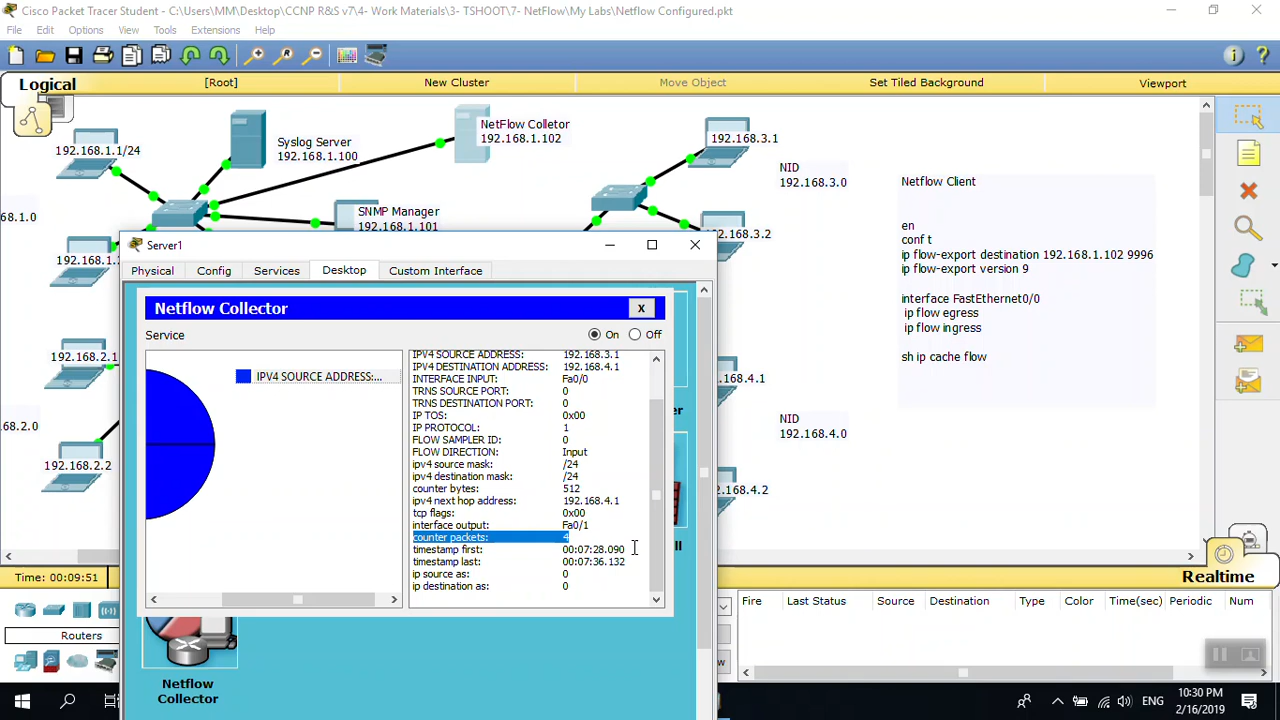 Cisco Packet Tracer Student - C:\Users\MM\Desktop\CCNP R&S v7\4- Work Materials\3- TSHOOT\7- NetFlow\My Labs\Netflow Configured.pkt
File Edit Options View Tools Extensions Help
Logical [Root] New Cluster Move Object Set Tiled Background Viewport
192.168.1.1/24
Syslog Server
192.168.1.100
NetFlow Colletor
192.168.1.102
192.168.3.1
NID
192.168.3.0
SNMP Manager
192.168.1.101
.168.3.2
s1.0
192.168.1.
192.168.2.1
19.168.2.0
192.168.2.2
Netflow Client
en
conf t
ip flow-export destination 192.168.1.102 9996
ip flow-export version 9
interface FastEthernet0/0
ip flow egress
ip flow ingress
sh ip cache flow
.168.4.1
NID
192.168.4.0
.168.4.2
Server1
Physical Config Services Desktop Custom Interface
Netflow Collector X
Service On Off
IPV4 SOURCE ADDRESS:...
IPV4 SOURCE ADDRESS: 192.168.3.1
IPV4 DESTINATION ADDRESS: 192.168.4.1
INTERFACE INPUT: Fa0/0
TRNS SOURCE PORT: 0
TRNS DESTINATION PORT: 0
IP TOS: 0x00
IP PROTOCOL: 1
FLOW SAMPLER ID: 0
FLOW DIRECTION: Input
ipv4 source mask: /24
ipv4 destination mask: /24
counter bytes: 512
ipv4 next hop address: 192.168.4.1
tcp flags: 0x00
interface output: Fa0/1
counter packets: 4
timestamp first: 00:07:28.090
timestamp last: 00:07:36.132
ip source as: 0
ip destination as: 0
Netflow
Collector
Time: 00:09:51
Realtime
Routers
Fire Last Status Source Destination Type Color Time(sec) Periodic Num
ENG
10:30 PM
2/16/2019